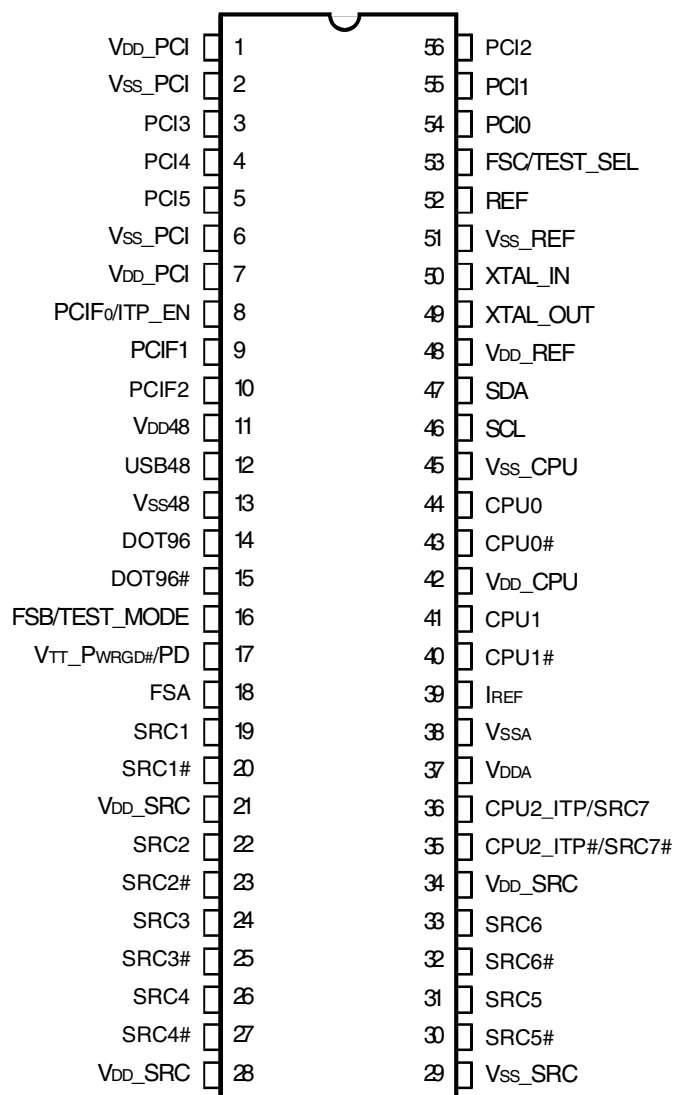 VDD_PCI 1 56 PCI2
VSS_PCI 2 55 PCI1
PCI3 3 54 PCI0
PCI4 4 53 FSC/TEST_SEL
PCI5 5 52 REF
VSS_PCI 6 51 VSS_REF
VDD_PCI 7 50 XTAL_IN
PCIF0/ITP_EN 8 49 XTAL_OUT
PCIF1 9 48 VDD_REF
PCIF2 10 47 SDA
VDD48 11 46 SCL
USB48 12 45 VSS_CPU
VSS48 13 44 CPU0
DOT96 14 43 CPU0#
DOT96# 15 42 VDD_CPU
FSB/TEST_MODE 16 41 CPU1
VTT_PWRGD#/PD 17 40 CPU1#
FSA 18 39 IREF
SRC1 19 38 VSSA
SRC1# 20 37 VDDA
VDD_SRC 21 36 CPU2_ITP/SRC7
SRC2 22 35 CPU2_ITP#/SRC7#
SRC2# 23 34 VDD_SRC
SRC3 24 33 SRC6
SRC3# 25 32 SRC6#
SRC4 26 31 SRC5
SRC4# 27 30 SRC5#
VDD_SRC 28 29 VSS_SRC